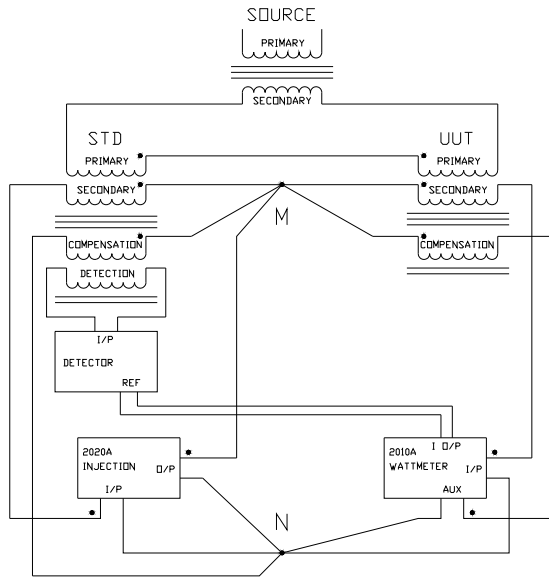 SOURCE
PRIMARY
SECONDARY
STD
UUT
PRIMARY
PRIMARY
SECONDARY
SECONDARY
M
COMPENSATION
COMPENSATION
DETECTION
I/P
DETECTOR
REF
2020A
INJECTION
O/P
I/P
I O/P
2010A
WATTMETER
I/P
AUX
N